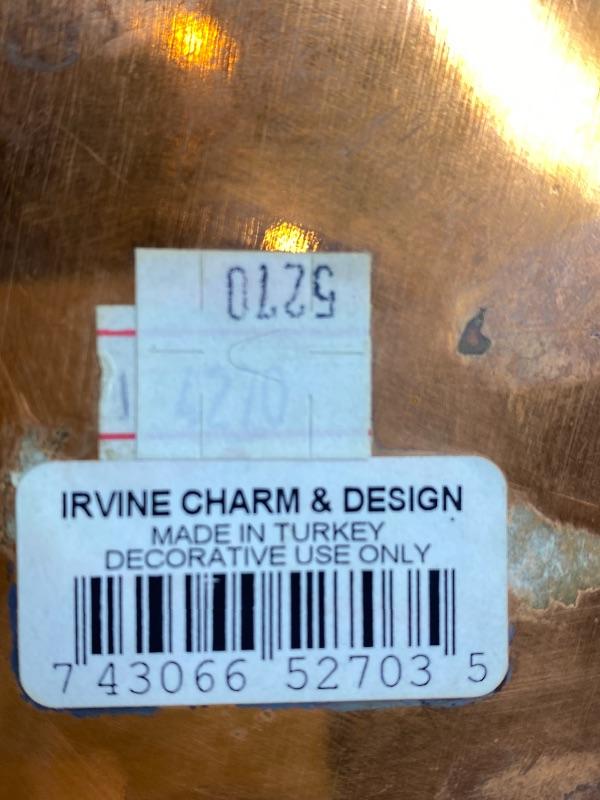 5270
4270
IRVINE CHARM & DESIGN
MADE IN TURKEY
DECORATIVE USE ONLY
7 43066 52703 5